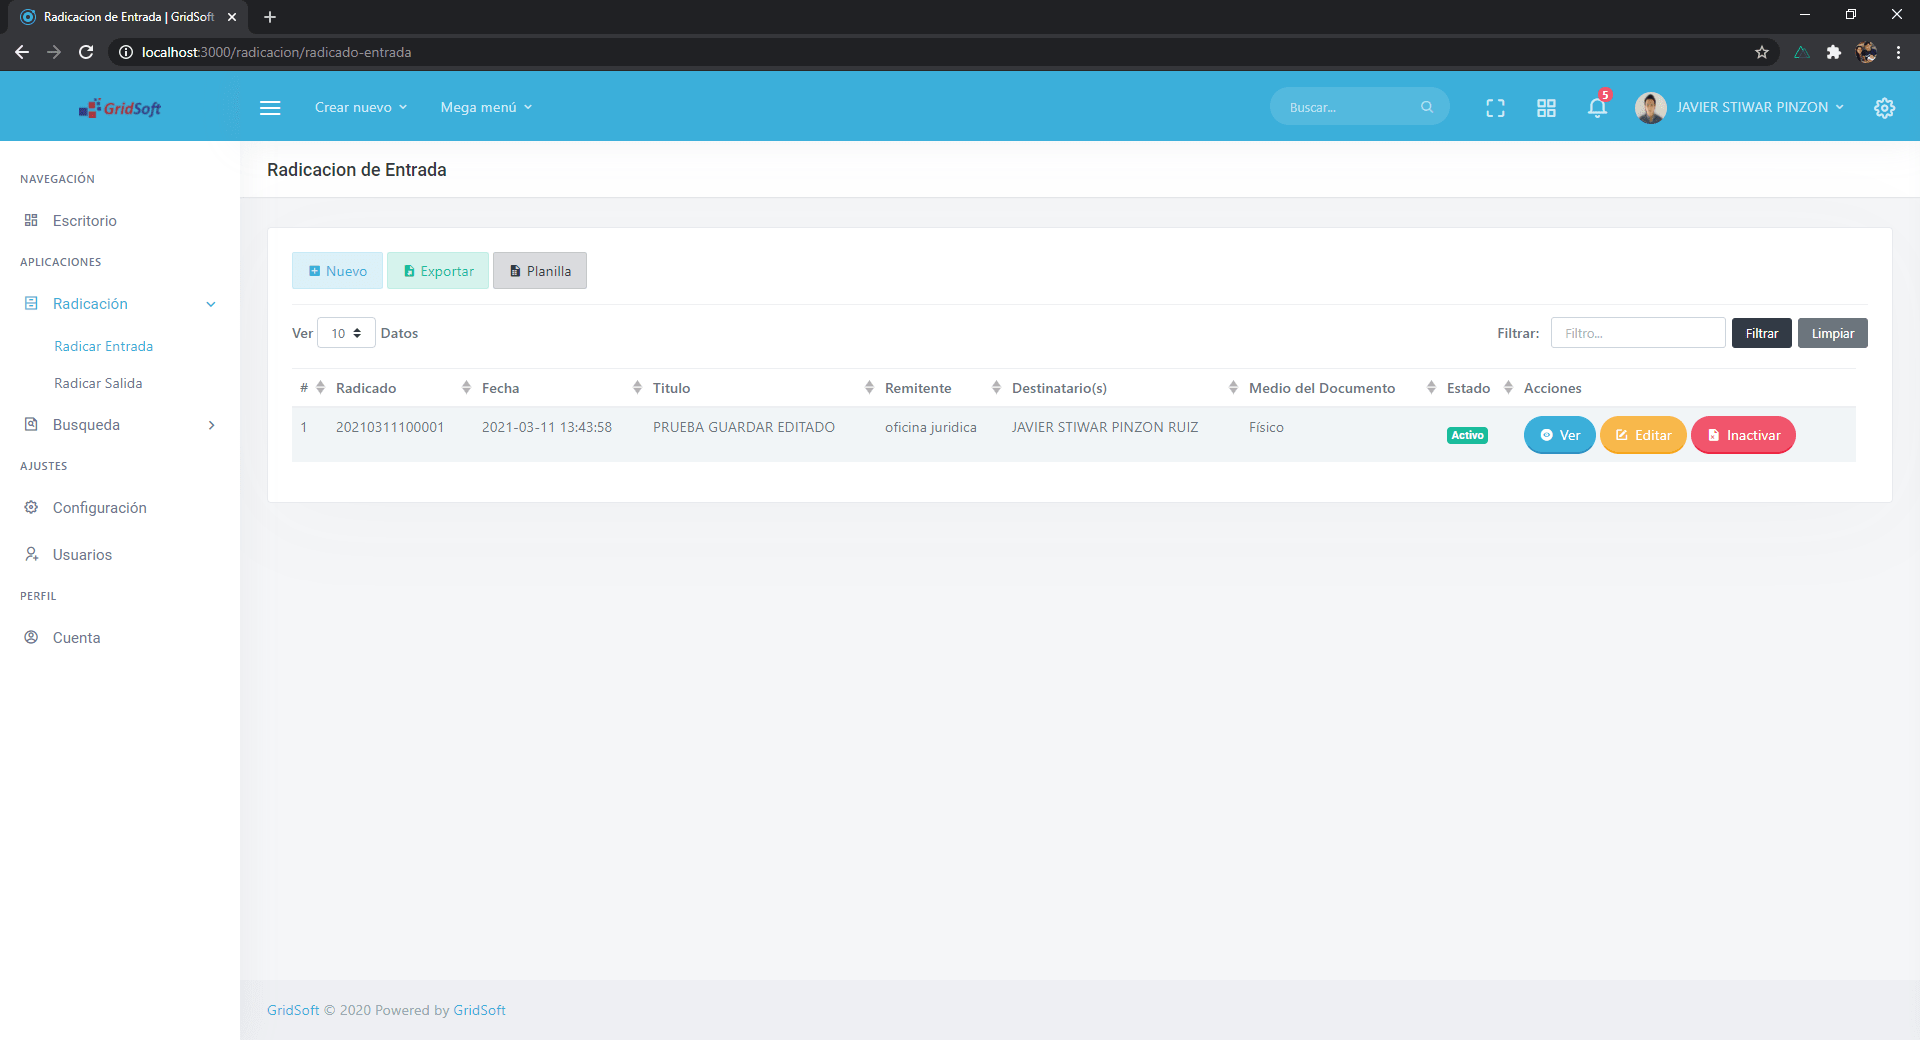 Radicacion de Entrada | GridSoft
localhost:3000/radicacion/radicado-entrada
GridSoft
Crear nuevo
Mega menú
Buscar...
5
JAVIER STIWAR PINZON
NAVEGACIÓN
Escritorio
APLICACIONES
Radicación
Radicar Entrada
Radicar Salida
Busqueda
AJUSTES
Configuración
Usuarios
PERFIL
Cuenta
Radicacion de Entrada
Nuevo
Exportar
Planilla
Ver 10 Datos
Filtrar: Filtro... Filtrar Limpiar
# Radicado Fecha Titulo Remitente Destinatario(s) Medio del Documento Estado Acciones
1 20210311100001 2021-03-11 13:43:58 PRUEBA GUARDAR EDITADO oficina juridica JAVIER STIWAR PINZON RUIZ Físico Activo Ver Editar Inactivar
GridSoft © 2020 Powered by GridSoft